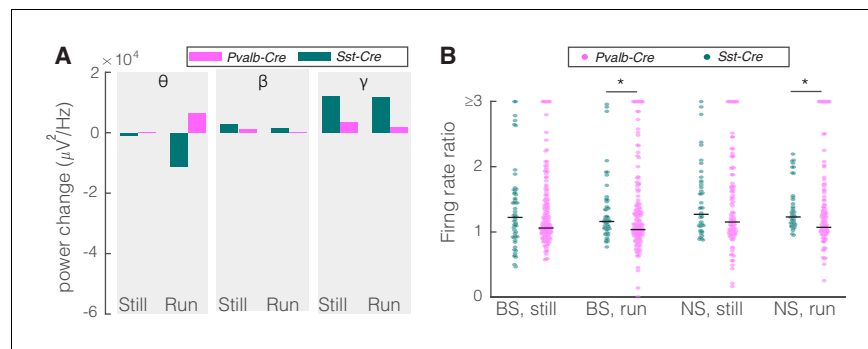 A
Pvalb-Cre Sst-Cre
2 ×10⁴
0
-2
-4
-6
power change (μV²/Hz)
θ β γ
Still Run Still Run Still Run
B
Pvalb-Cre Sst-Cre
* *
≥3
2
1
0
Firng rate ratio
BS, still BS, run NS, still NS, run